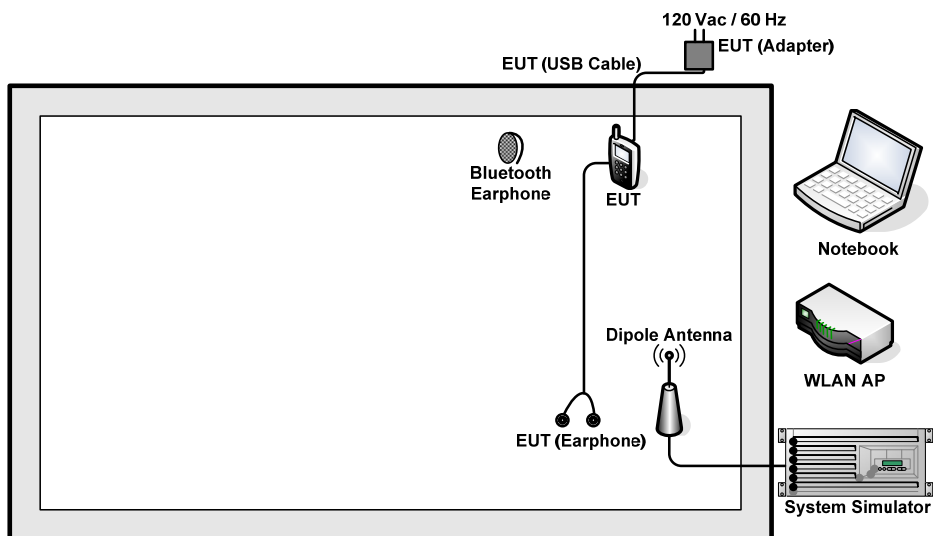 120 Vac / 60 Hz
EUT (Adapter)
EUT (USB Cable)
Bluetooth
Earphone
EUT
Notebook
Dipole Antenna
WLAN AP
EUT (Earphone)
System Simulator